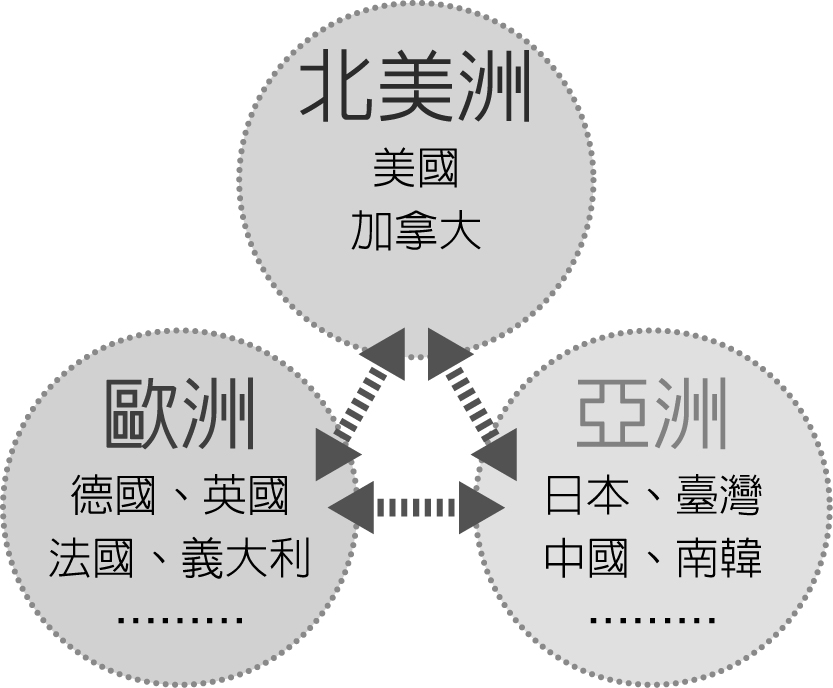 北美洲
美國
加拿大
歐洲
德國、英國
法國、義大利
………
亞洲
日本、臺灣
中國、南韓
………